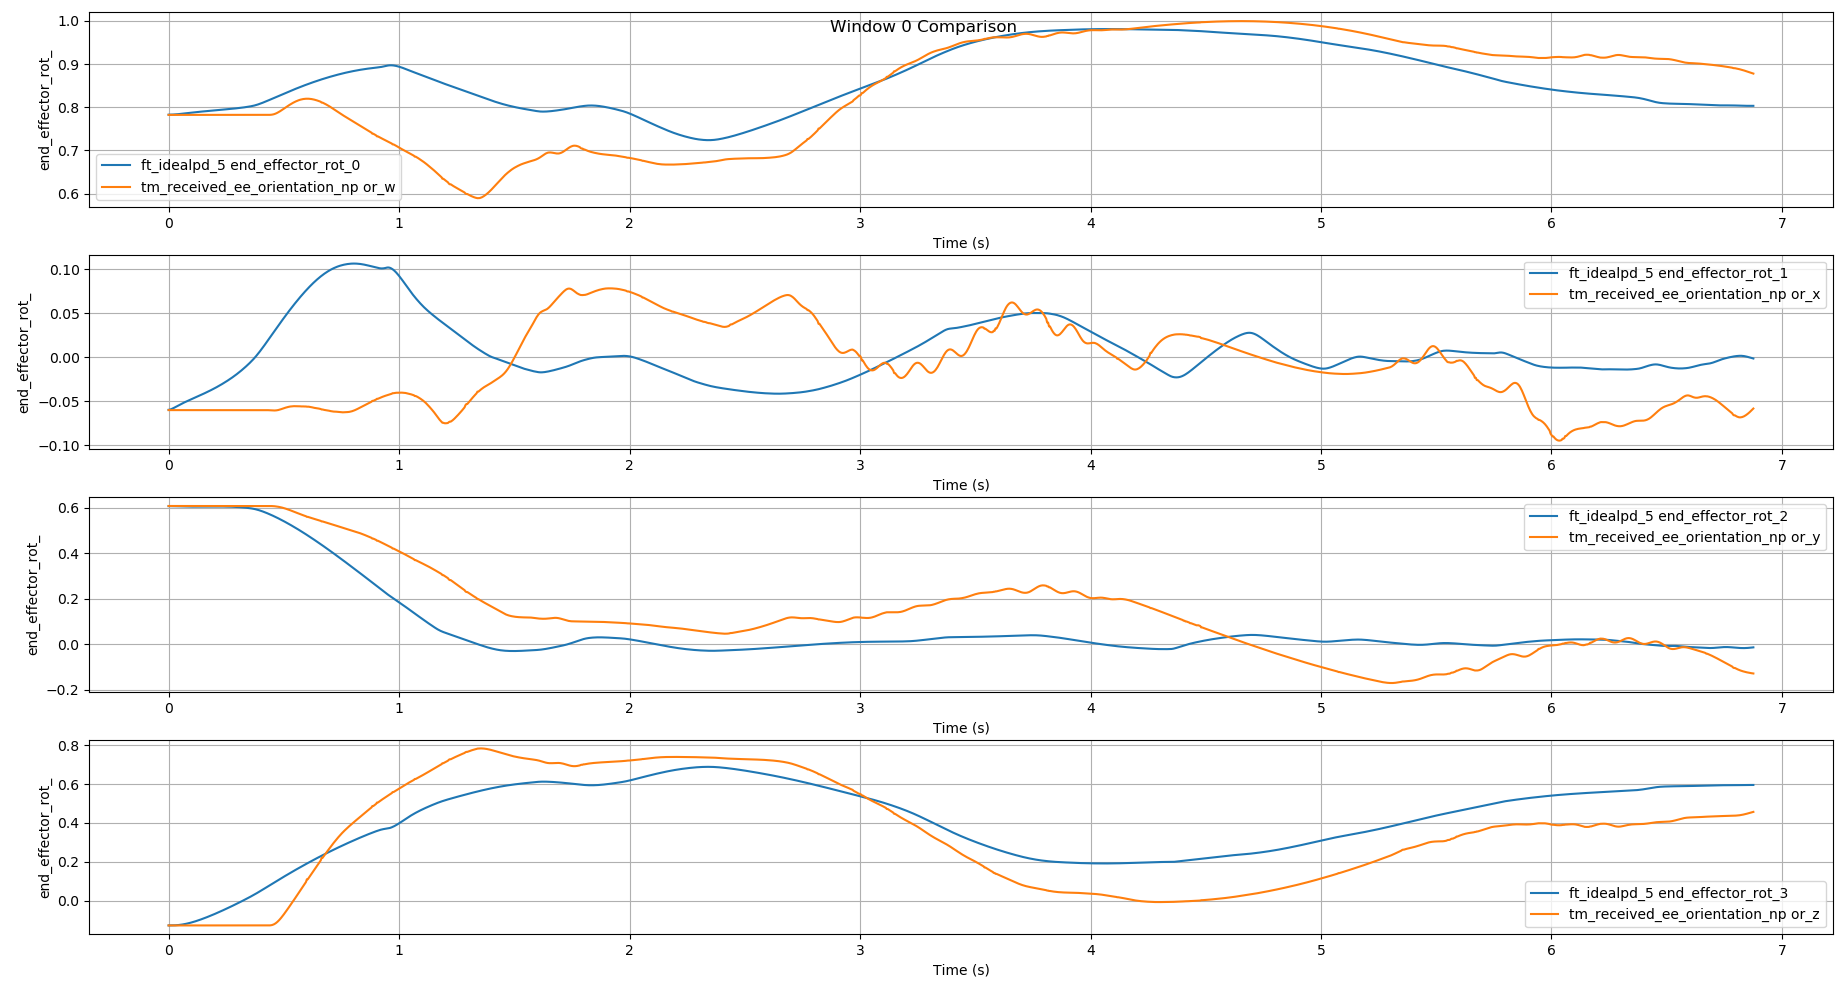 Window 0 Comparison
1.0
0.9
0.8
0.7
0.6
end_effector_rot_
ft_idealpd_5 end_effector_rot_0
tm_received_ee_orientation_np or_w
0 1 2 3 4 5 6 7
Time (s)
0.10
0.05
0.00
−0.05
−0.10
end_effector_rot_
ft_idealpd_5 end_effector_rot_1
tm_received_ee_orientation_np or_x
0 1 2 3 4 5 6 7
Time (s)
0.6
0.4
0.2
0.0
−0.2
end_effector_rot_
ft_idealpd_5 end_effector_rot_2
tm_received_ee_orientation_np or_y
0 1 2 3 4 5 6 7
Time (s)
0.8
0.6
0.4
0.2
0.0
end_effector_rot_
ft_idealpd_5 end_effector_rot_3
tm_received_ee_orientation_np or_z
0 1 2 3 4 5 6 7
Time (s)